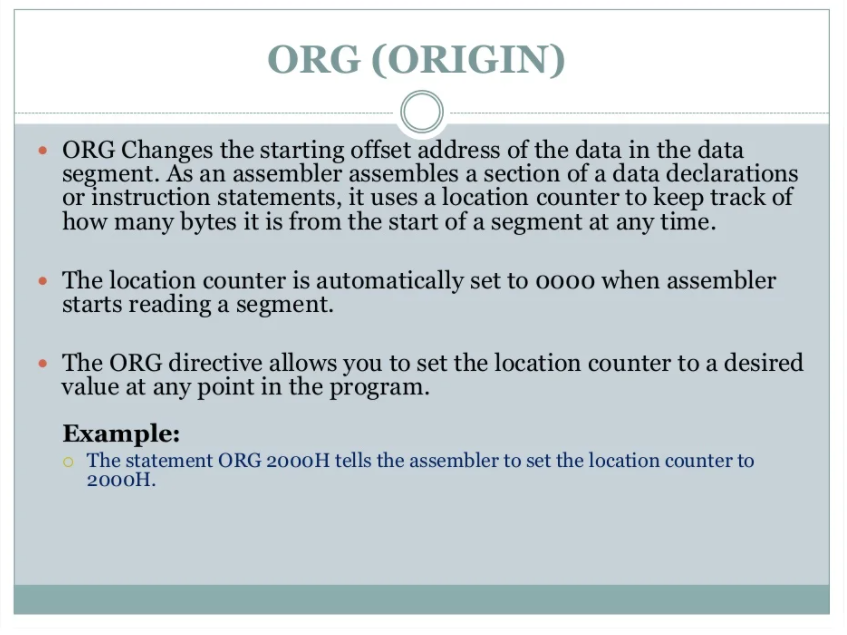 ORG (ORIGIN)
• ORG Changes the starting offset address of the data in the data
segment. As an assembler assembles a section of a data declarations
or instruction statements, it uses a location counter to keep track of
how many bytes it is from the start of a segment at any time.
• The location counter is automatically set to 0000 when assembler
starts reading a segment.
• The ORG directive allows you to set the location counter to a desired
value at any point in the program.
Example:
○ The statement ORG 2000H tells the assembler to set the location counter to
2000H.